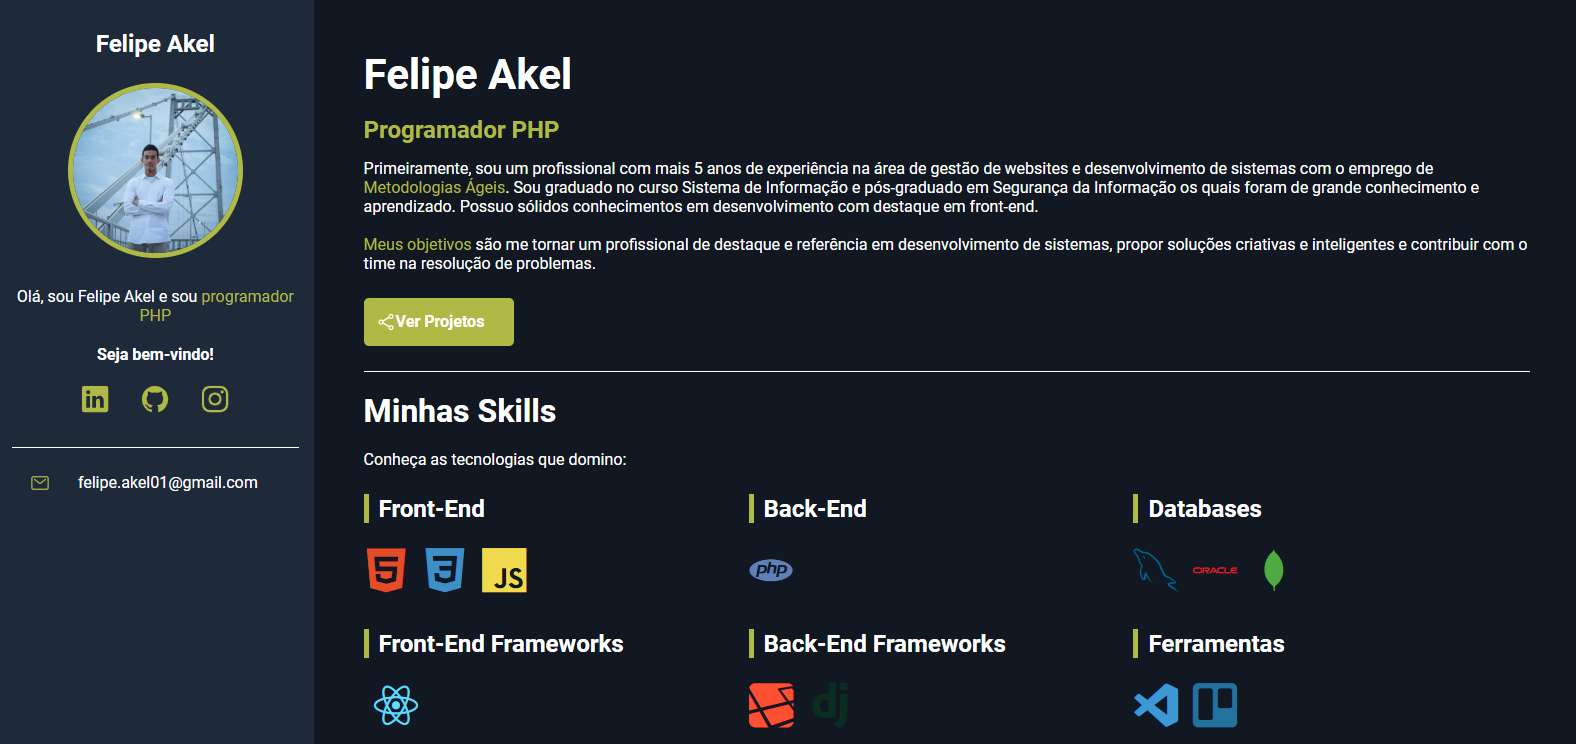 Felipe Akel
Olá, sou Felipe Akel e sou programador
PHP
Seja bem-vindo!
in
felipe.akel01@gmail.com
Felipe Akel
Programador PHP
Primeiramente, sou um profissional com mais 5 anos de experiência na área de gestão de websites e desenvolvimento de sistemas com o emprego de
Metodologias Ágeis. Sou graduado no curso Sistema de Informação e pós-graduado em Segurança da Informação os quais foram de grande conhecimento e
aprendizado. Possuo sólidos conhecimentos em desenvolvimento com destaque em front-end.
Meus objetivos são me tornar um profissional de destaque e referência em desenvolvimento de sistemas, propor soluções criativas e inteligentes e contribuir com o
time na resolução de problemas.
Ver Projetos
Minhas Skills
Conheça as tecnologias que domino:
Front-End
Back-End
Databases
5
3
JS
php
ORACLE
Front-End Frameworks
Back-End Frameworks
Ferramentas
dj